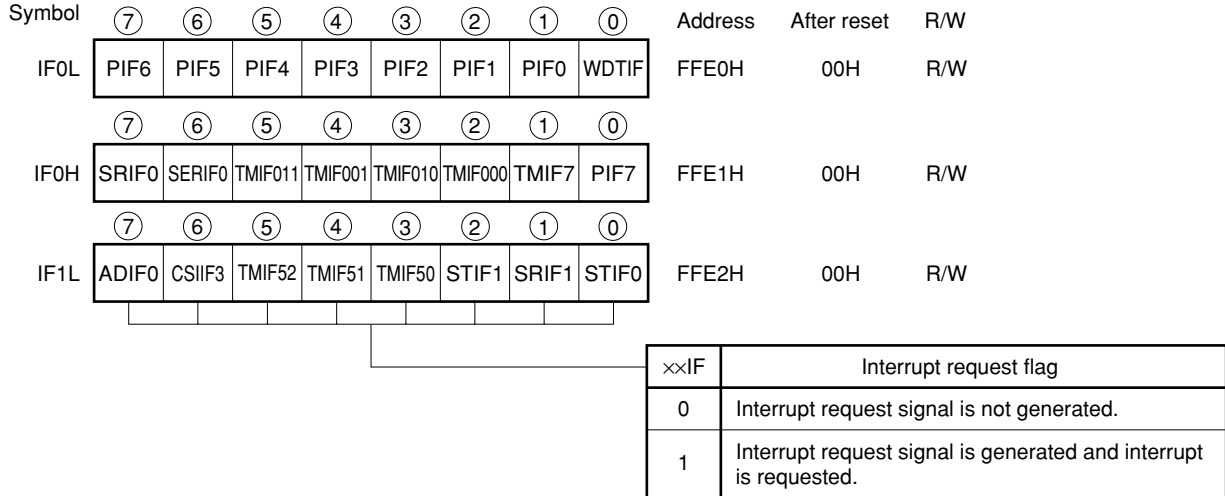 Symbol ⑦ ⑥ ⑤ ④ ③ ② ① ⓪ Address After reset R/W
IF0L PIF6 PIF5 PIF4 PIF3 PIF2 PIF1 PIF0 WDTIF FFE0H 00H R/W
⑦ ⑥ ⑤ ④ ③ ② ① ⓪
IF0H SRIF0 SERIF0 TMIF011 TMIF001 TMIF010 TMIF000 TMIF7 PIF7 FFE1H 00H R/W
⑦ ⑥ ⑤ ④ ③ ② ① ⓪
IF1L ADIF0 CSIIF3 TMIF52 TMIF51 TMIF50 STIF1 SRIF1 STIF0 FFE2H 00H R/W
××IF Interrupt request flag
0 Interrupt request signal is not generated.
1 Interrupt request signal is generated and interrupt
is requested.